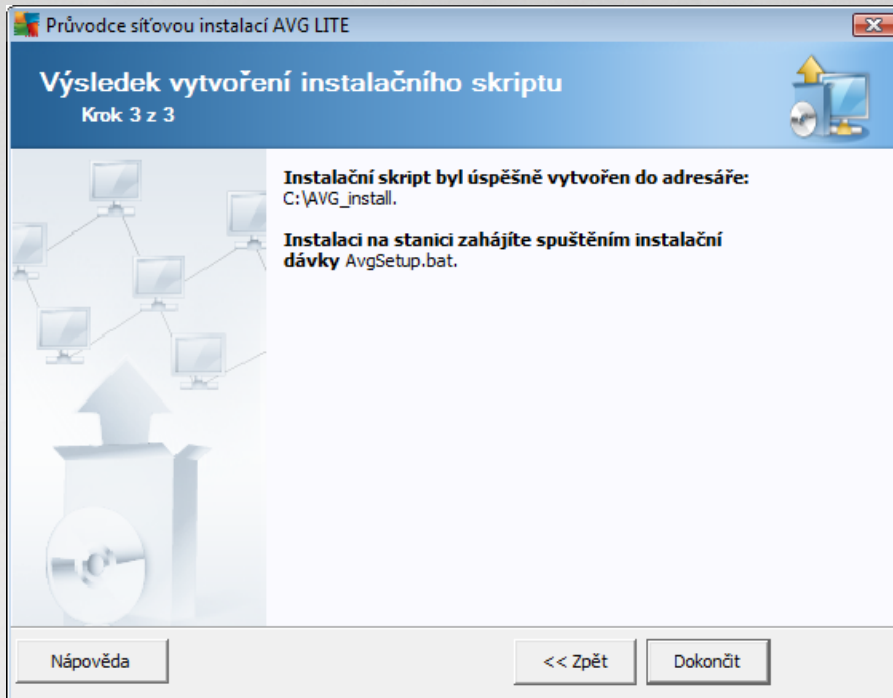 Průvodce síťovou instalací AVG LITE
Výsledek vytvoření instalačního skriptu
Krok 3 z 3
Instalační skript byl úspěšně vytvořen do adresáře:
C:\AVG_install.
Instalaci na stanici zahájíte spuštěním instalační
dávky AvgSetup.bat.
Nápověda
<< Zpět
Dokončit